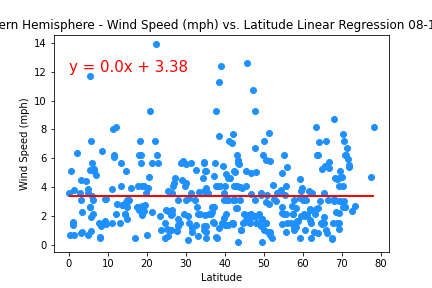 ern Hemisphere - Wind Speed (mph) vs. Latitude Linear Regression 08-1
14
12
10
8
6
4
2
0
y = 0.0x + 3.38
Wind Speed (mph)
0 10 20 30 40 50 60 70 80
Latitude